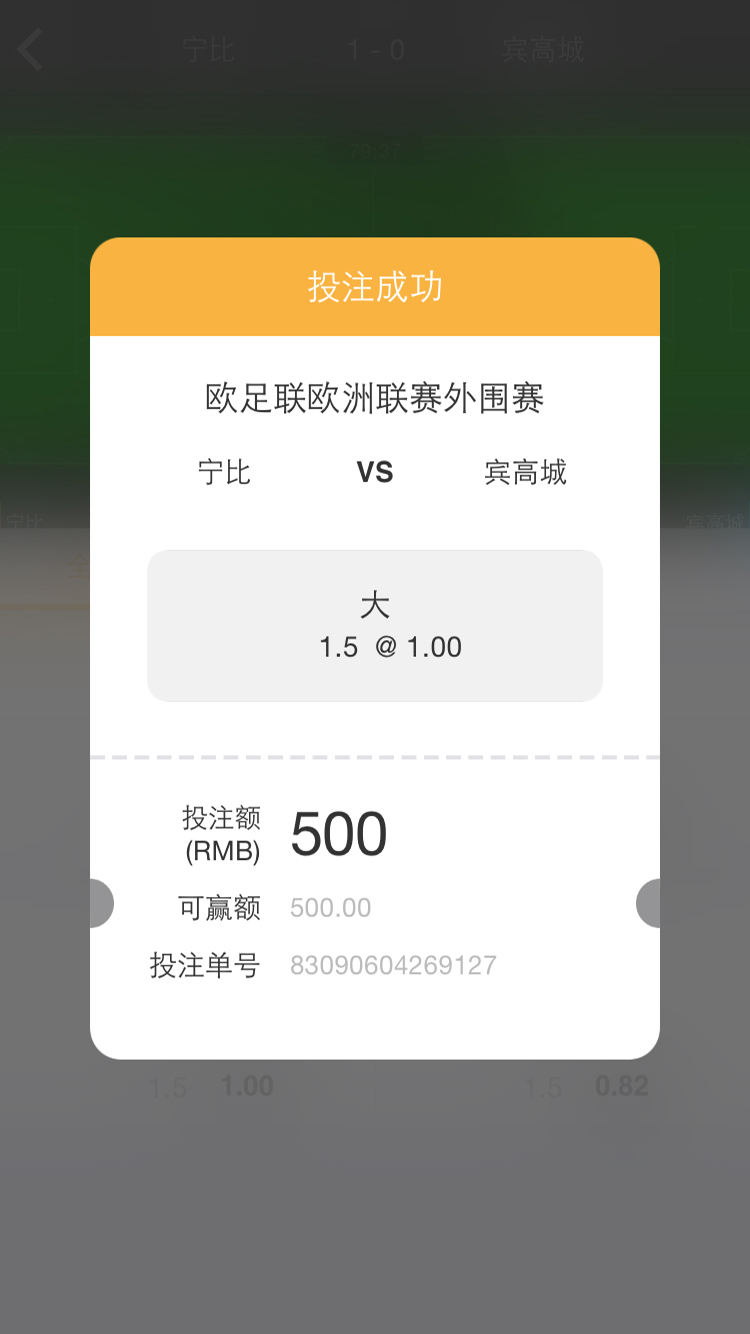 宁比 1 - 0 宾高城
79:37
投注成功
欧足联欧洲联赛外围赛
宁比 VS 宾高城
宁比 宾高城
全
大
1.5 @ 1.00
投注额 500
(RMB)
可赢额 500.00
投注单号 83090604269127
1.5 1.00 1.5 0.82